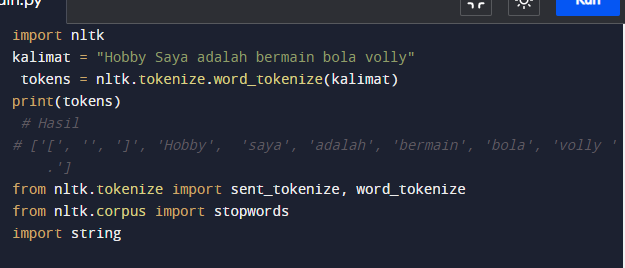 main.py
Run
import nltk
kalimat = "Hobby Saya adalah bermain bola volly"
tokens = nltk.tokenize.word_tokenize(kalimat)
print(tokens)
# Hasil
# ['[', '', ']', 'Hobby',  'saya', 'adalah', 'bermain', 'bola', 'volly '
.']
from nltk.tokenize import sent_tokenize, word_tokenize
from nltk.corpus import stopwords
import string